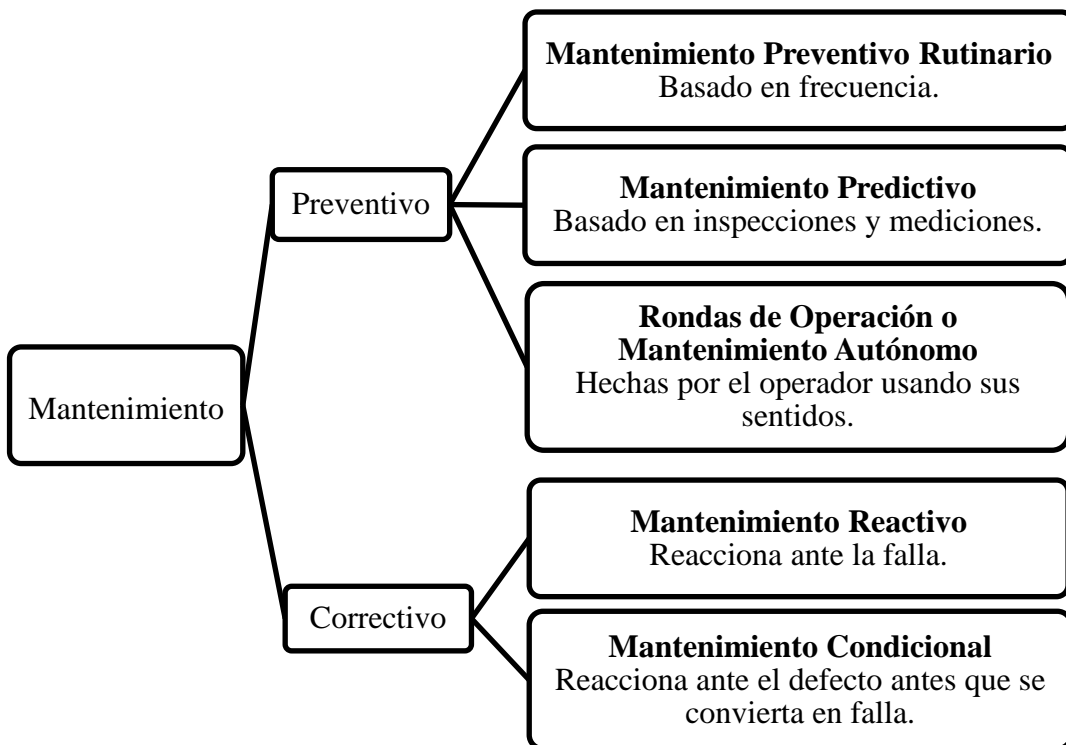 Mantenimiento
Preventivo
Mantenimiento Preventivo Rutinario
Basado en frecuencia.
Mantenimiento Predictivo
Basado en inspecciones y mediciones.
Rondas de Operación o
Mantenimiento Autónomo
Hechas por el operador usando sus
sentidos.
Correctivo
Mantenimiento Reactivo
Reacciona ante la falla.
Mantenimiento Condicional
Reacciona ante el defecto antes que se
convierta en falla.